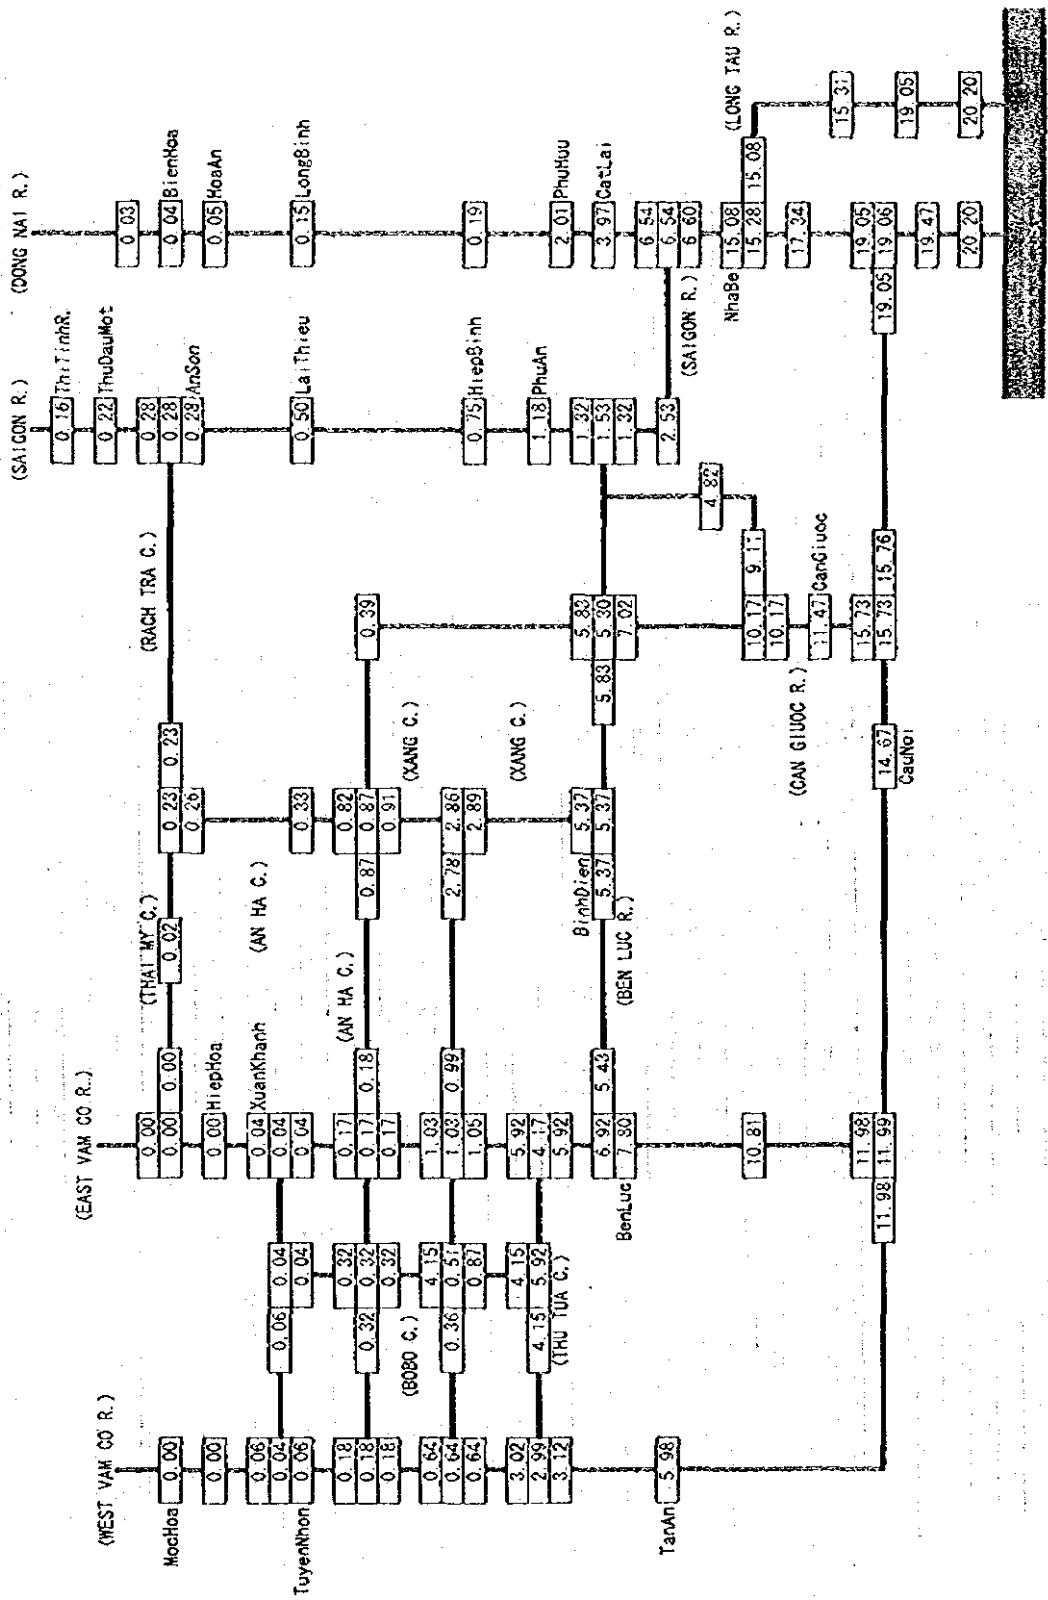 (WEST VAM CO R.) (EAST VAM CO R.) (SAIGON R.) (DONG NAI R.)
0.16 ThiTinhR.
0.22 ThuDauMot 0.03
0.00 (THAI MY C.) (RACH TRA C.) 0.28
MocHoa 0.00 0.00 0.00 0.02 0.23 0.23 0.28 0.04 BienHoa
0.26 0.28 AnSon
0.00 0.00 HiepHoa 0.05 HoaAn
0.06 0.04 XuanKhanh (AN HA C.)
0.04 0.06 0.04 0.04
TuyenNhon 0.06 0.04 0.04 0.33 0.50 LaiThieu 0.15 LongBinh
0.18 0.32 0.17 (AN HA C.) 0.82
0.18 0.32 0.32 0.17 0.18 0.87 0.87 0.39
0.18 0.32 0.17 0.91
(BOBO C.) (XANG C.)
0.64 4.15 1.03
0.64 0.36 0.51 1.03 0.99 2.78 2.86
0.64 0.87 1.05 2.89 0.75 HiepBinh 0.19
3.02 4.15 5.92 (XANG C.)
2.99 4.15 5.92 4.17 1.18 PhuAn
3.12 (THU TUA C.) 5.92 2.01 PhuHuu
BinhDien 5.37 5.83 1.32
6.92 5.43 5.37 5.37 5.83 5.30 1.53 3.97 CatLai
BenLuc 7.80 (BEN LUC R.) 7.02 1.32
6.54
TanAn 5.98 2.53 6.54
(SAIGON R.) 6.60
4.82
NhaBe 15.08 (LONG TAU R.)
10.81 10.17 9.11 15.28 15.08
10.17
(CAN GIUOC R.) 17.34
11.47 CanGiuoc
15.31
11.98 15.73 19.05
11.98 11.99 14.67 15.73 15.76 19.05 19.06
CauNoi 19.05
19.47
20.20 20.20